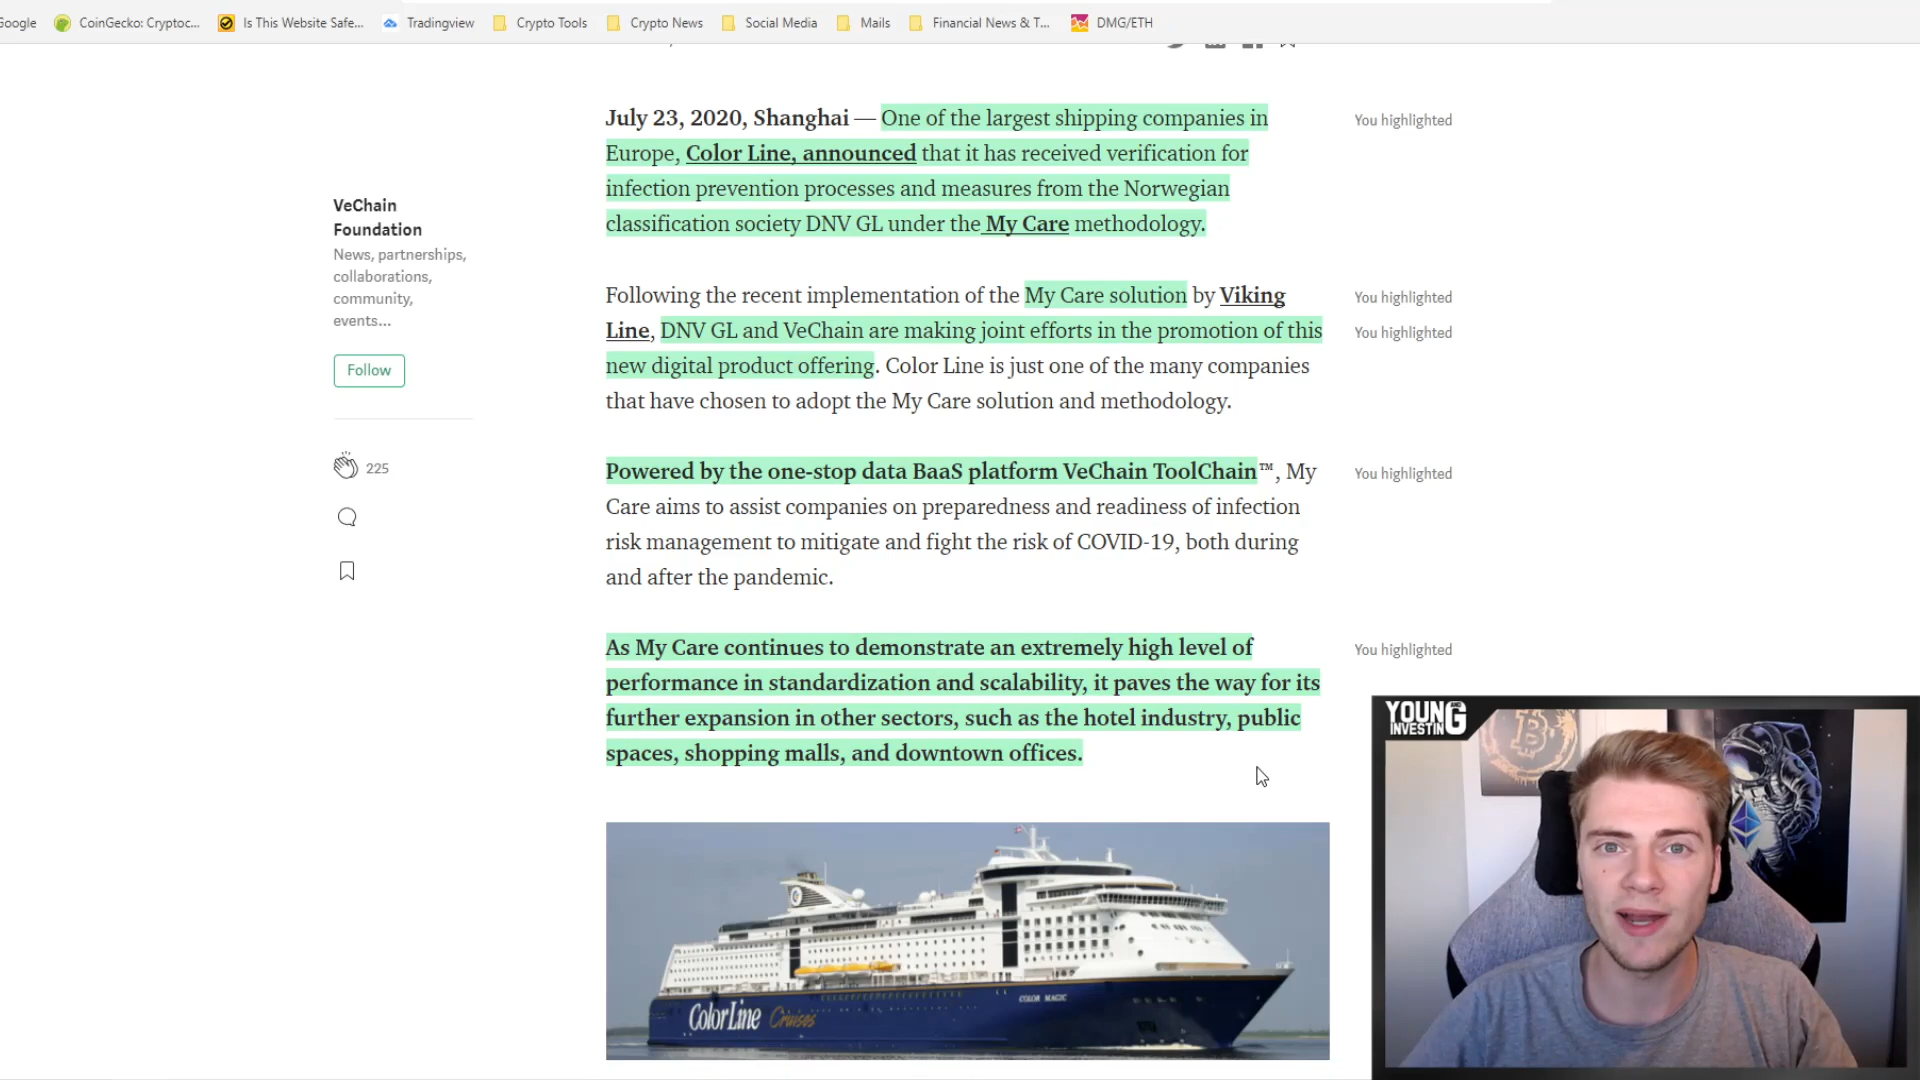 Google
CoinGecko: Cryptoc...
Is This Website Safe...
Tradingview
Crypto Tools
Crypto News
Social Media
Mails
Financial News & T...
DMG/ETH
July 23, 2020, Shanghai — One of the largest shipping companies in
Europe, Color Line, announced that it has received verification for
infection prevention processes and measures from the Norwegian
classification society DNV GL under the My Care methodology.
You highlighted
VeChain
Foundation
News, partnerships,
collaborations,
community,
events...
Follow
225
Following the recent implementation of the My Care solution by Viking
Line, DNV GL and VeChain are making joint efforts in the promotion of this
new digital product offering. Color Line is just one of the many companies
that have chosen to adopt the My Care solution and methodology.
You highlighted
You highlighted
Powered by the one-stop data BaaS platform VeChain ToolChain™, My
Care aims to assist companies on preparedness and readiness of infection
risk management to mitigate and fight the risk of COVID-19, both during
and after the pandemic.
You highlighted
As My Care continues to demonstrate an extremely high level of
performance in standardization and scalability, it paves the way for its
further expansion in other sectors, such as the hotel industry, public
spaces, shopping malls, and downtown offices.
You highlighted
Color Line Cruises
COLOR MAGIC
YOUNG AND
INVESTING